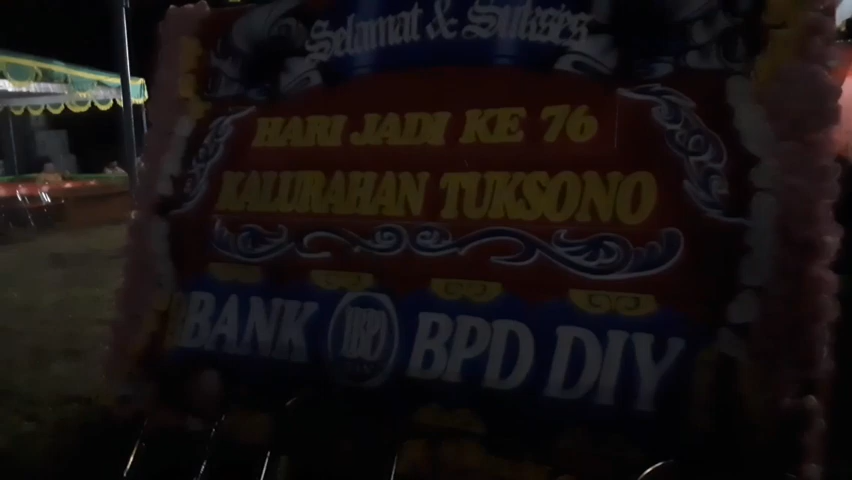 Selamat & Sukses
HARI JADI KE 76
KALURAHAN TUKSONO
BANK BPD BPD DIY